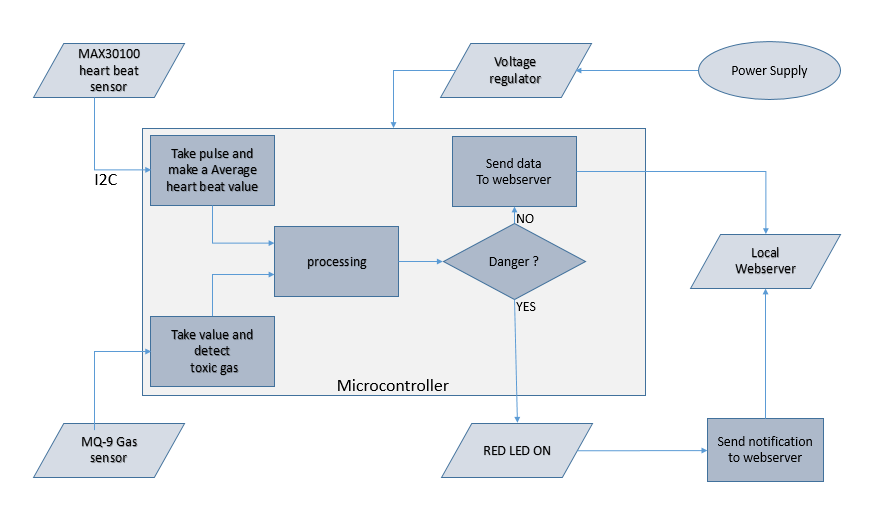 MAX30100
heart beat
sensor
Voltage
regulator
Power Supply
I2C
Take pulse and
make a Average
heart beat value
Send data
To webserver
NO
processing
Danger ?
Local
Webserver
YES
Take value and
detect
toxic gas
Microcontroller
MQ-9 Gas
sensor
RED LED ON
Send notification
to webserver